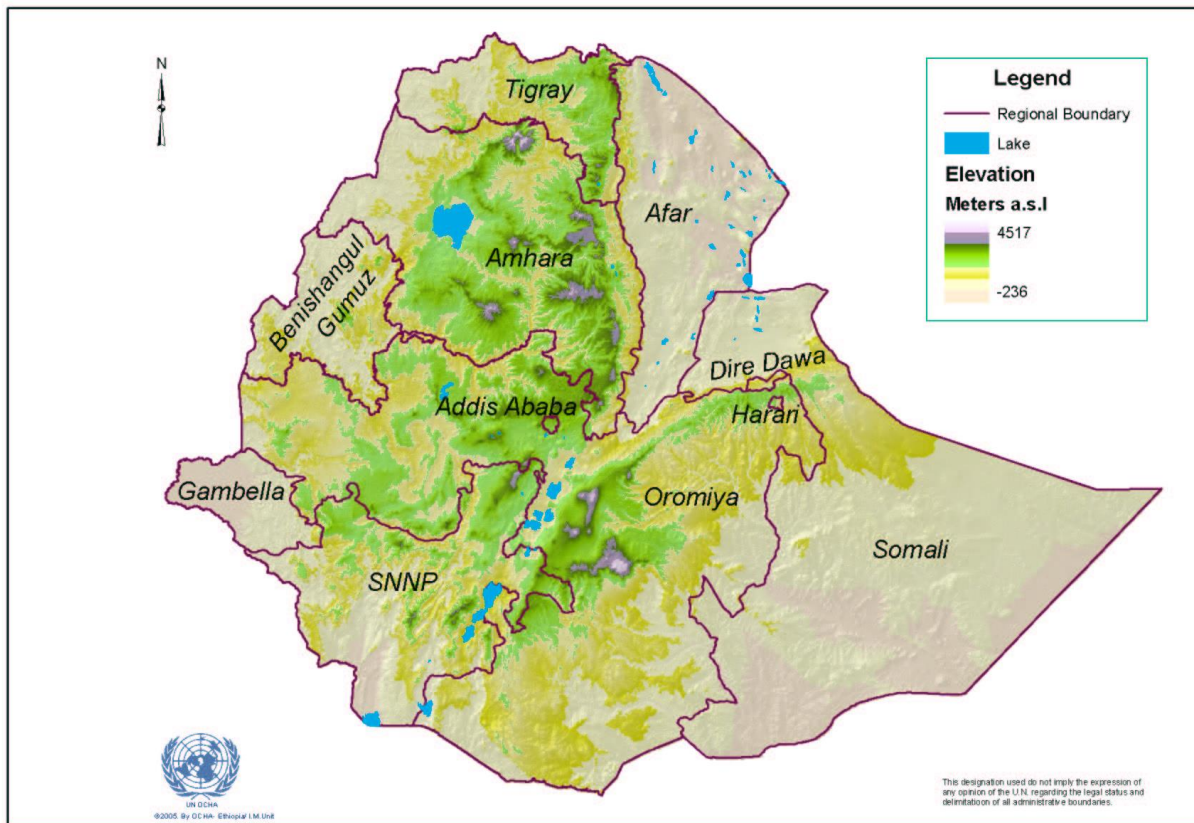 N
Tigray
Afar
Amhara
Benishangul
Gumuz
Dire Dawa
Addis Ababa
Harari
Gambella
Oromiya
Somali
SNNP
Legend
Regional Boundary
Lake
Elevation
Meters a.s.l
4517
-236
UN OCHA
©2005. By OCHA- Ethiopia/ I.M.Unit
This designation used do not imply the expression of
any opinion of the U.N. regarding the legal status and
delimitatioon of all administrative boundaries.